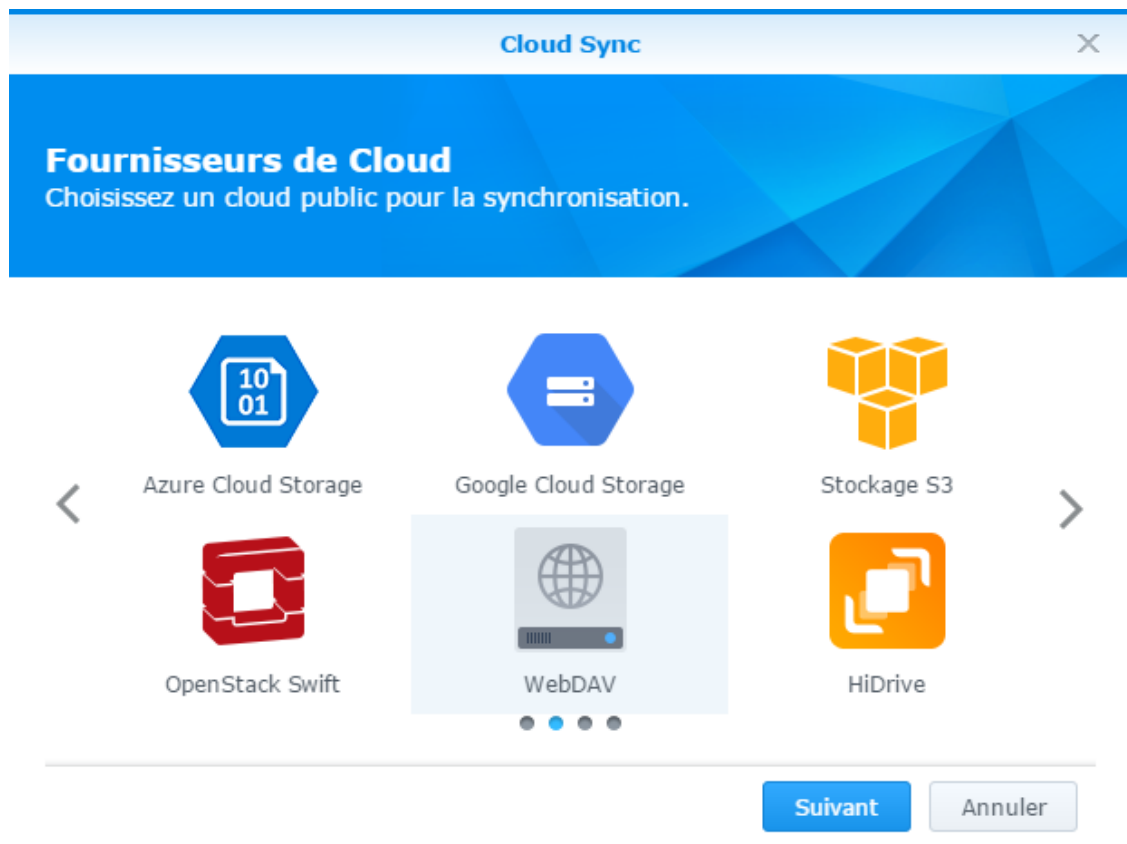 Cloud Sync
Fournisseurs de Cloud
Choisissez un cloud public pour la synchronisation.
10
01
Azure Cloud Storage
Google Cloud Storage
Stockage S3
OpenStack Swift
WebDAV
HiDrive
Suivant
Annuler